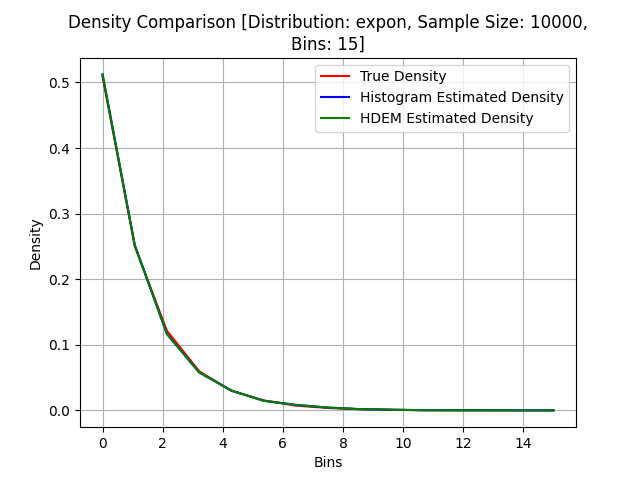 Density Comparison [Distribution: expon, Sample Size: 10000,
Bins: 15]
True Density
Histogram Estimated Density
HDEM Estimated Density
Density
0.5
0.4
0.3
0.2
0.1
0.0
0 2 4 6 8 10 12 14
Bins